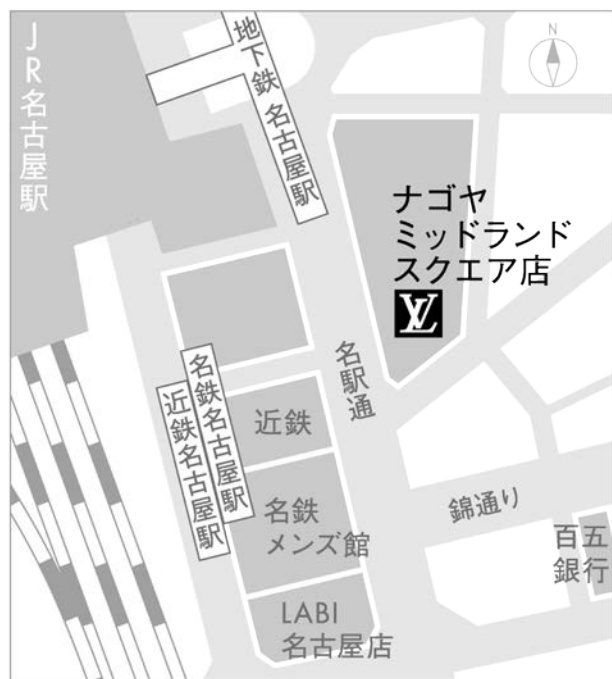 JR名古屋駅
地下鉄 名古屋駅
N
ナゴヤ
ミッドランド
スクエア店
LV
名駅通
名鉄名古屋駅
近鉄名古屋駅
近鉄
名鉄
メンズ館
錦通り
百五
銀行
LABI
名古屋店